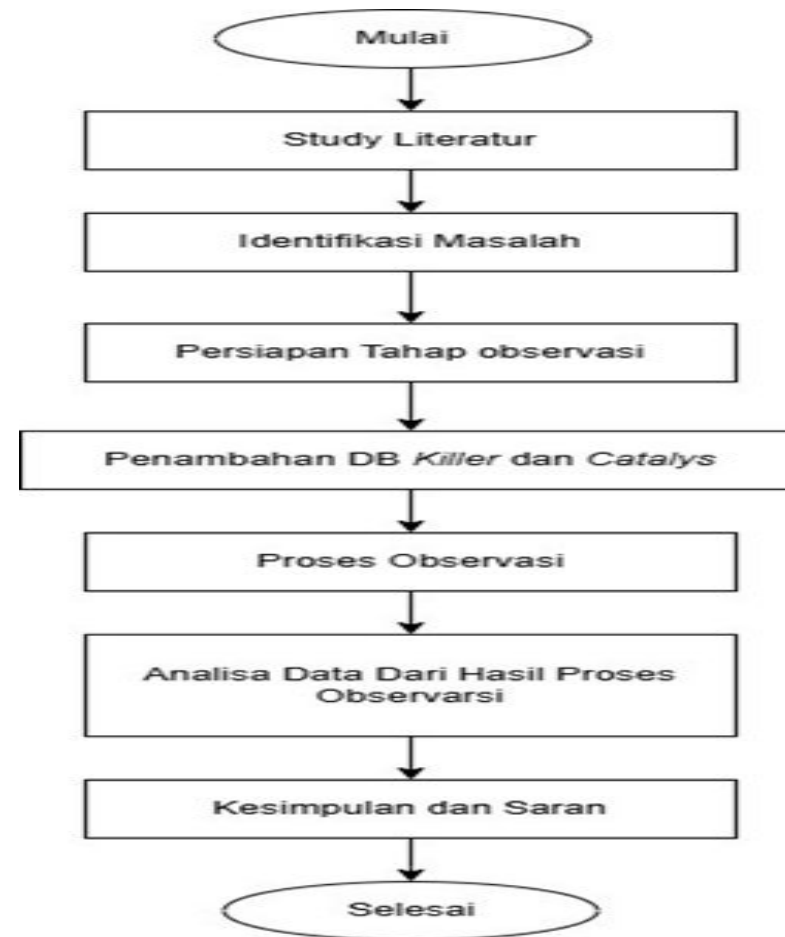 Mulai
Study Literatur
Identifikasi Masalah
Persiapan Tahap observasi
Penambahan DB Killer dan Catalys
Proses Observasi
Analisa Data Dari Hasil Proses
Observarsi
Kesimpulan dan Saran
Selesai